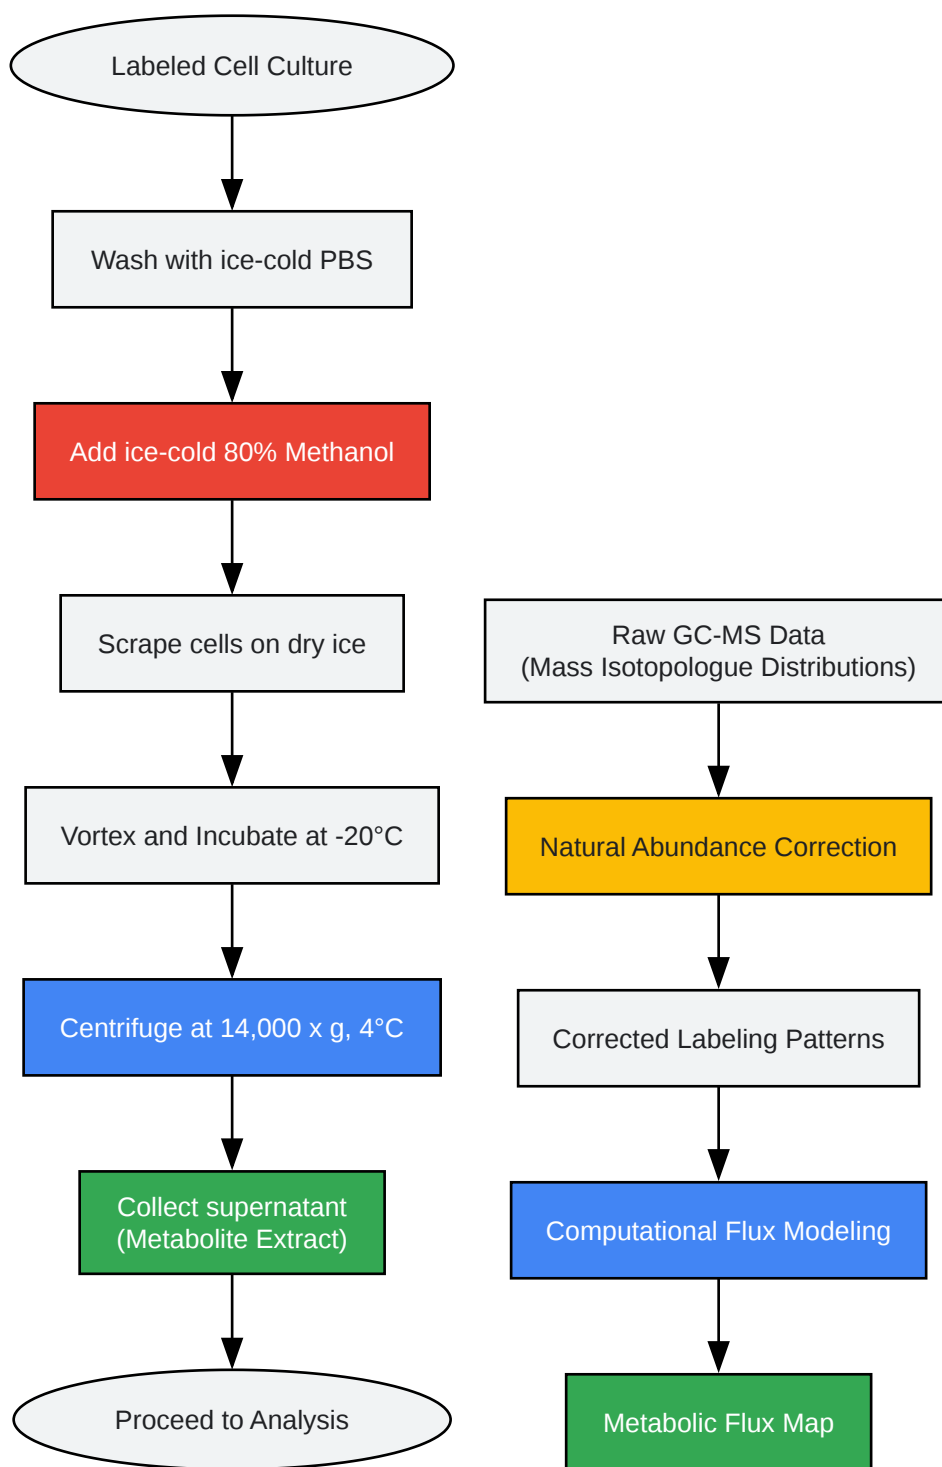 Labeled Cell Culture
Wash with ice-cold PBS
Add ice-cold 80% Methanol
Scrape cells on dry ice
Vortex and Incubate at -20°C
Centrifuge at 14,000 x g, 4°C
Collect supernatant
(Metabolite Extract)
Proceed to Analysis
Raw GC-MS Data
(Mass Isotopologue Distributions)
Natural Abundance Correction
Corrected Labeling Patterns
Computational Flux Modeling
Metabolic Flux Map